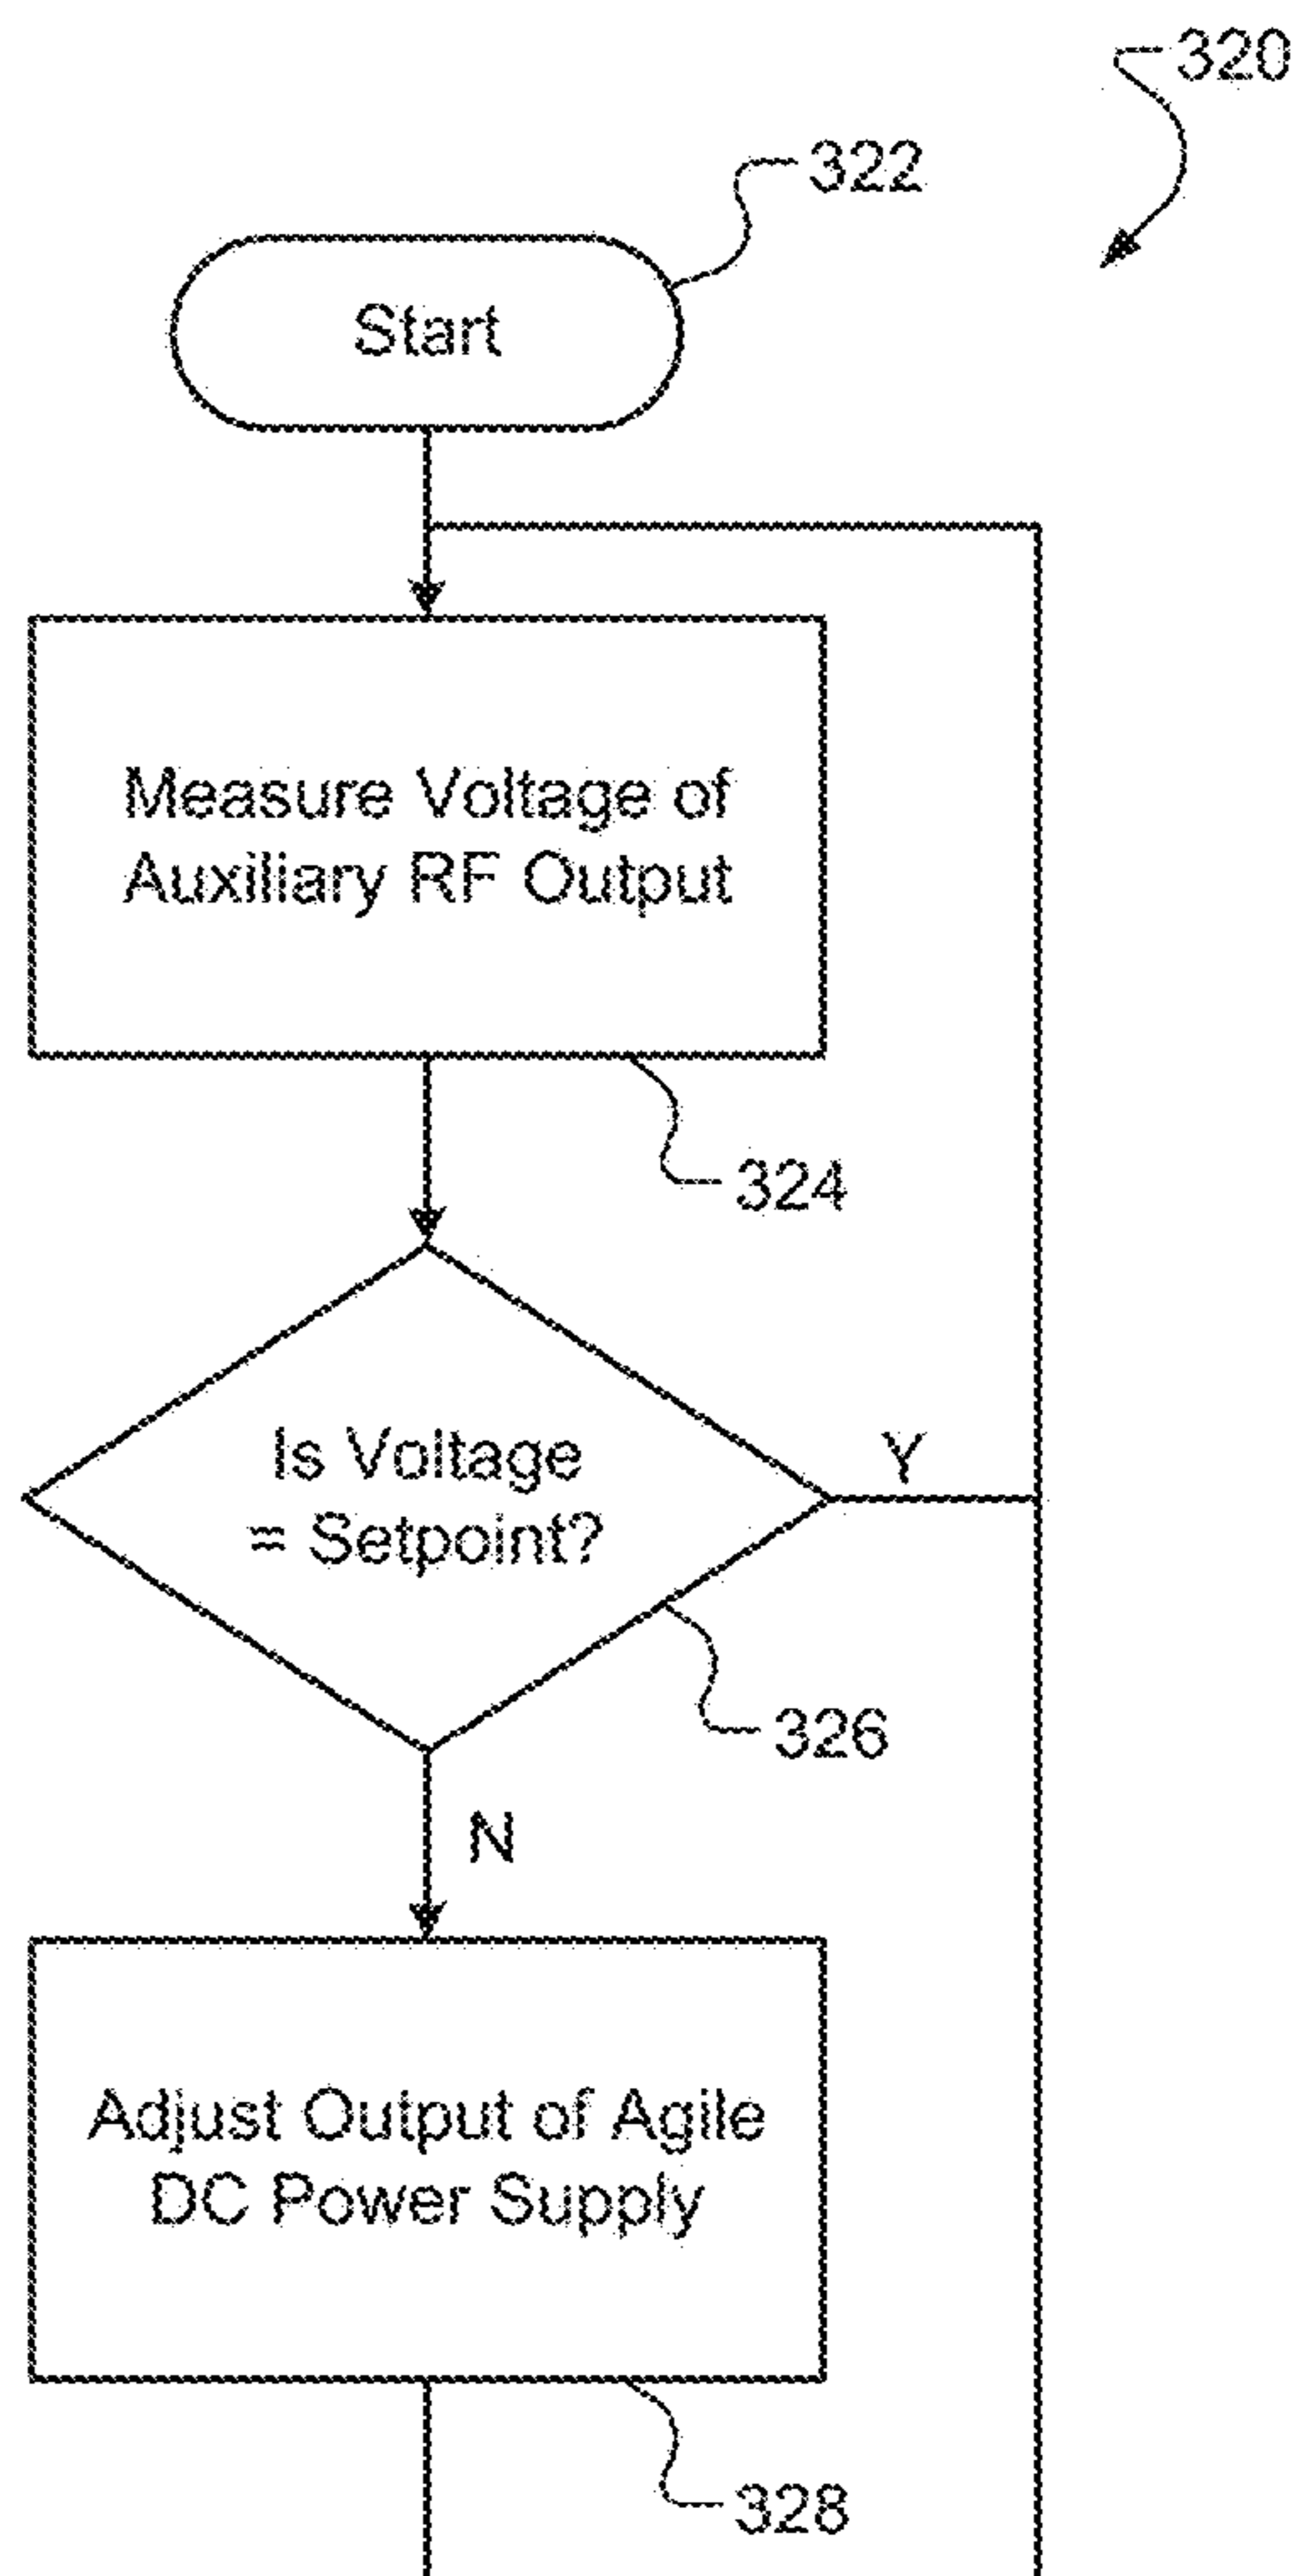 320
322
Start
Measure Voltage of
Auxiliary RF Output
324
Is Voltage
= Setpoint?
Y
326
N
Adjust Output of Agile
DC Power Supply
328